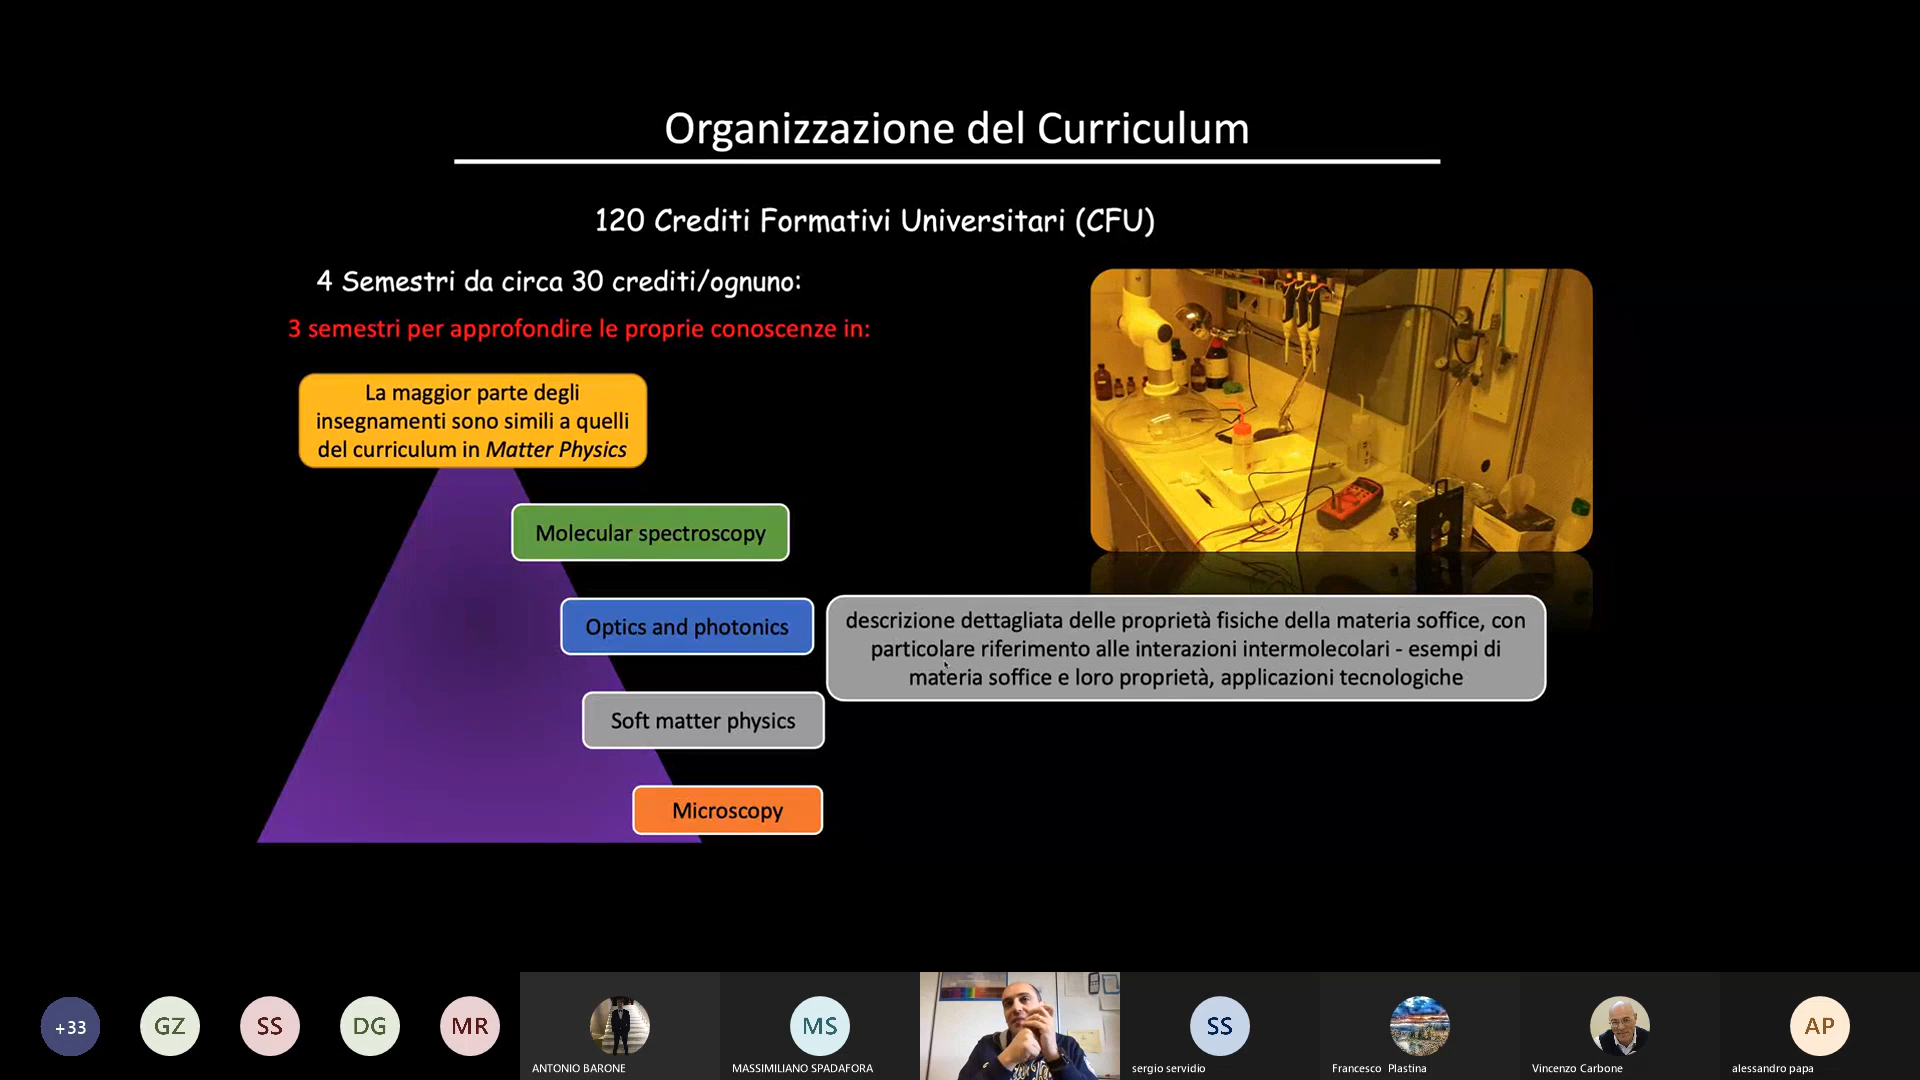 Organizzazione del Curriculum
120 Crediti Formativi Universitari (CFU)
4 Semestri da circa 30 crediti/ognuno:
3 semestri per approfondire le proprie conoscenze in:
La maggior parte degli
insegnamenti sono simili a quelli
del curriculum in Matter Physics
Molecular spectroscopy
Optics and photonics
descrizione dettagliata delle proprietà fisiche della materia soffice, con
particolare riferimento alle interazioni intermolecolari - esempi di
materia soffice e loro proprietà, applicazioni tecnologiche
Soft matter physics
Microscopy
+33
GZ
SS
DG
MR
ANTONIO BARONE
MS
MASSIMILIANO SPADAFORA
SS
sergio servidio
Francesco Plastina
Vincenzo Carbone
AP
alessandro papa